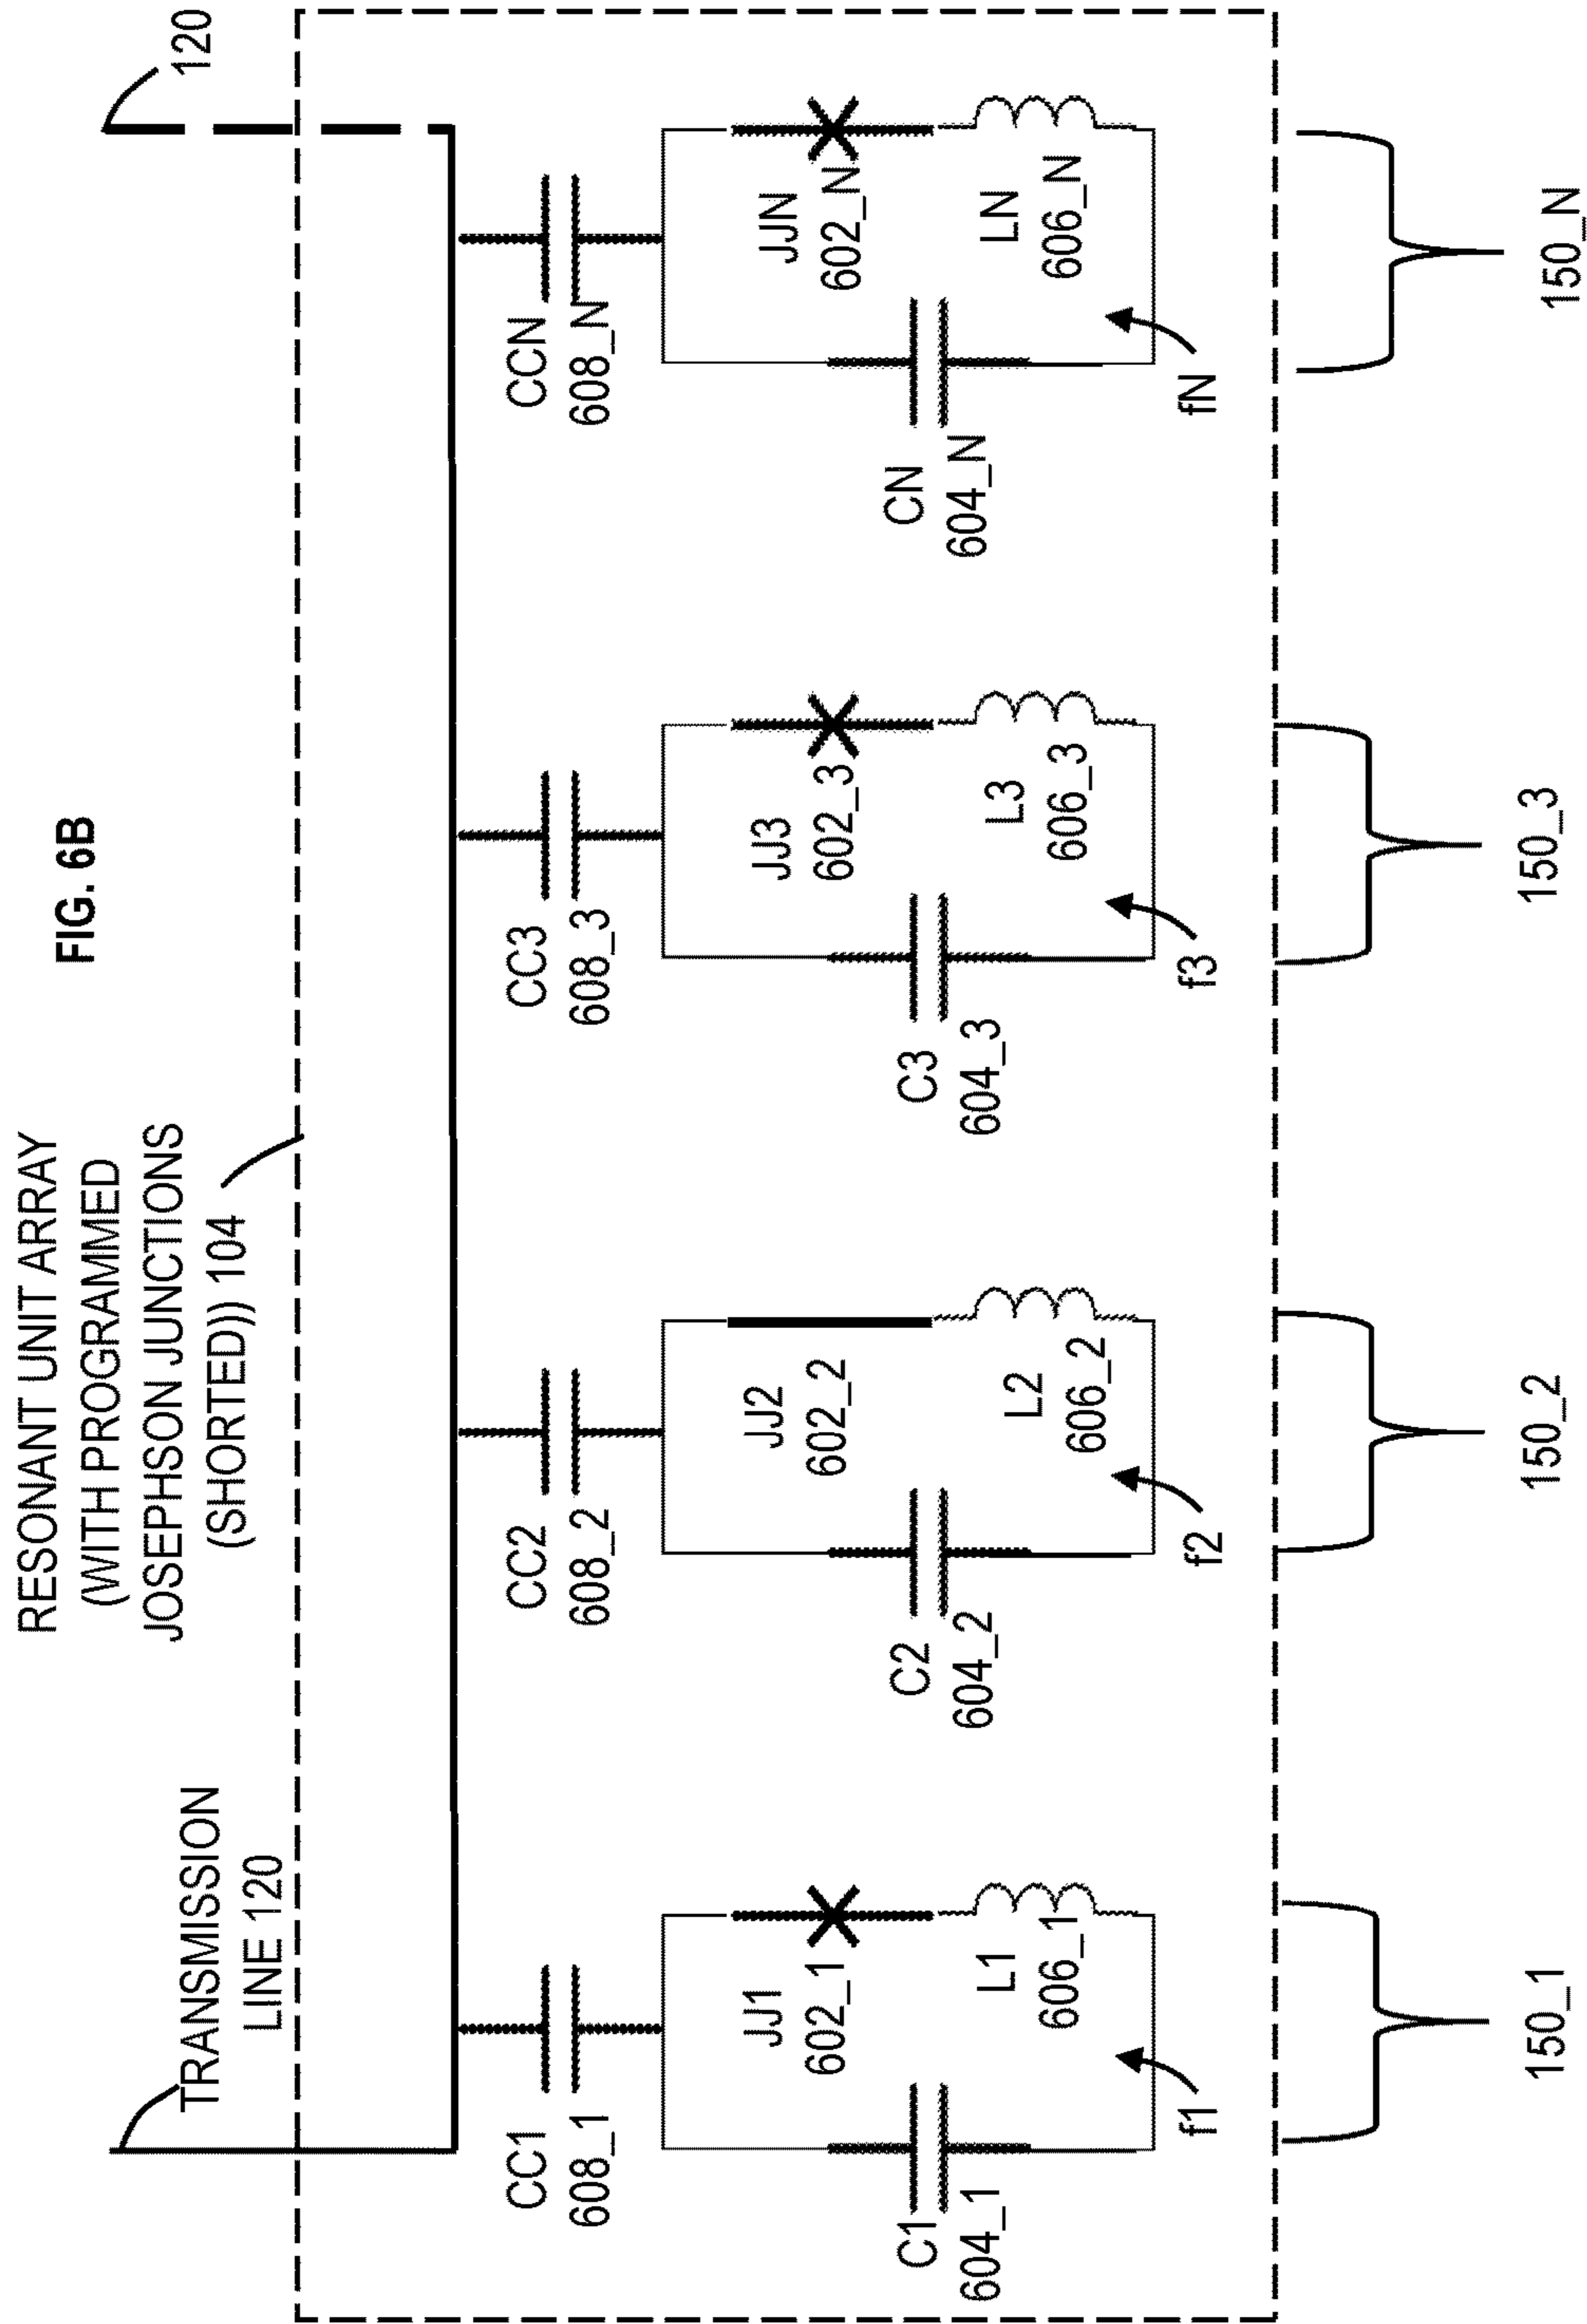 RESONANT UNIT ARRAY
(WITH PROGRAMMED
JOSEPHSON JUNCTIONS
(SHORTED)) 104
FIG. 6B
TRANSMISSION
LINE 120
120
CC1
608_1
CC2
608_2
CC3
608_3
CCN
608_N
JJ1
602_1
JJ2
602_2
JJ3
602_3
JJN
602_N
C1
604_1
L1
606_1
C2
604_2
L2
606_2
C3
604_3
L3
606_3
CN
604_N
LN
606_N
f1
f2
f3
fN
150_1
150_2
150_3
150_N